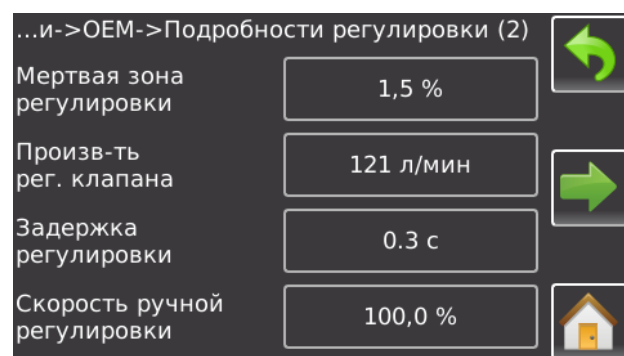 ...и->OEM->Подробности регулировки (2)
Мертвая зона
регулировки
1,5 %
Произв-ть
рег. клапана
121 л/мин
Задержка
регулировки
0.3 с
Скорость ручной
регулировки
100,0 %